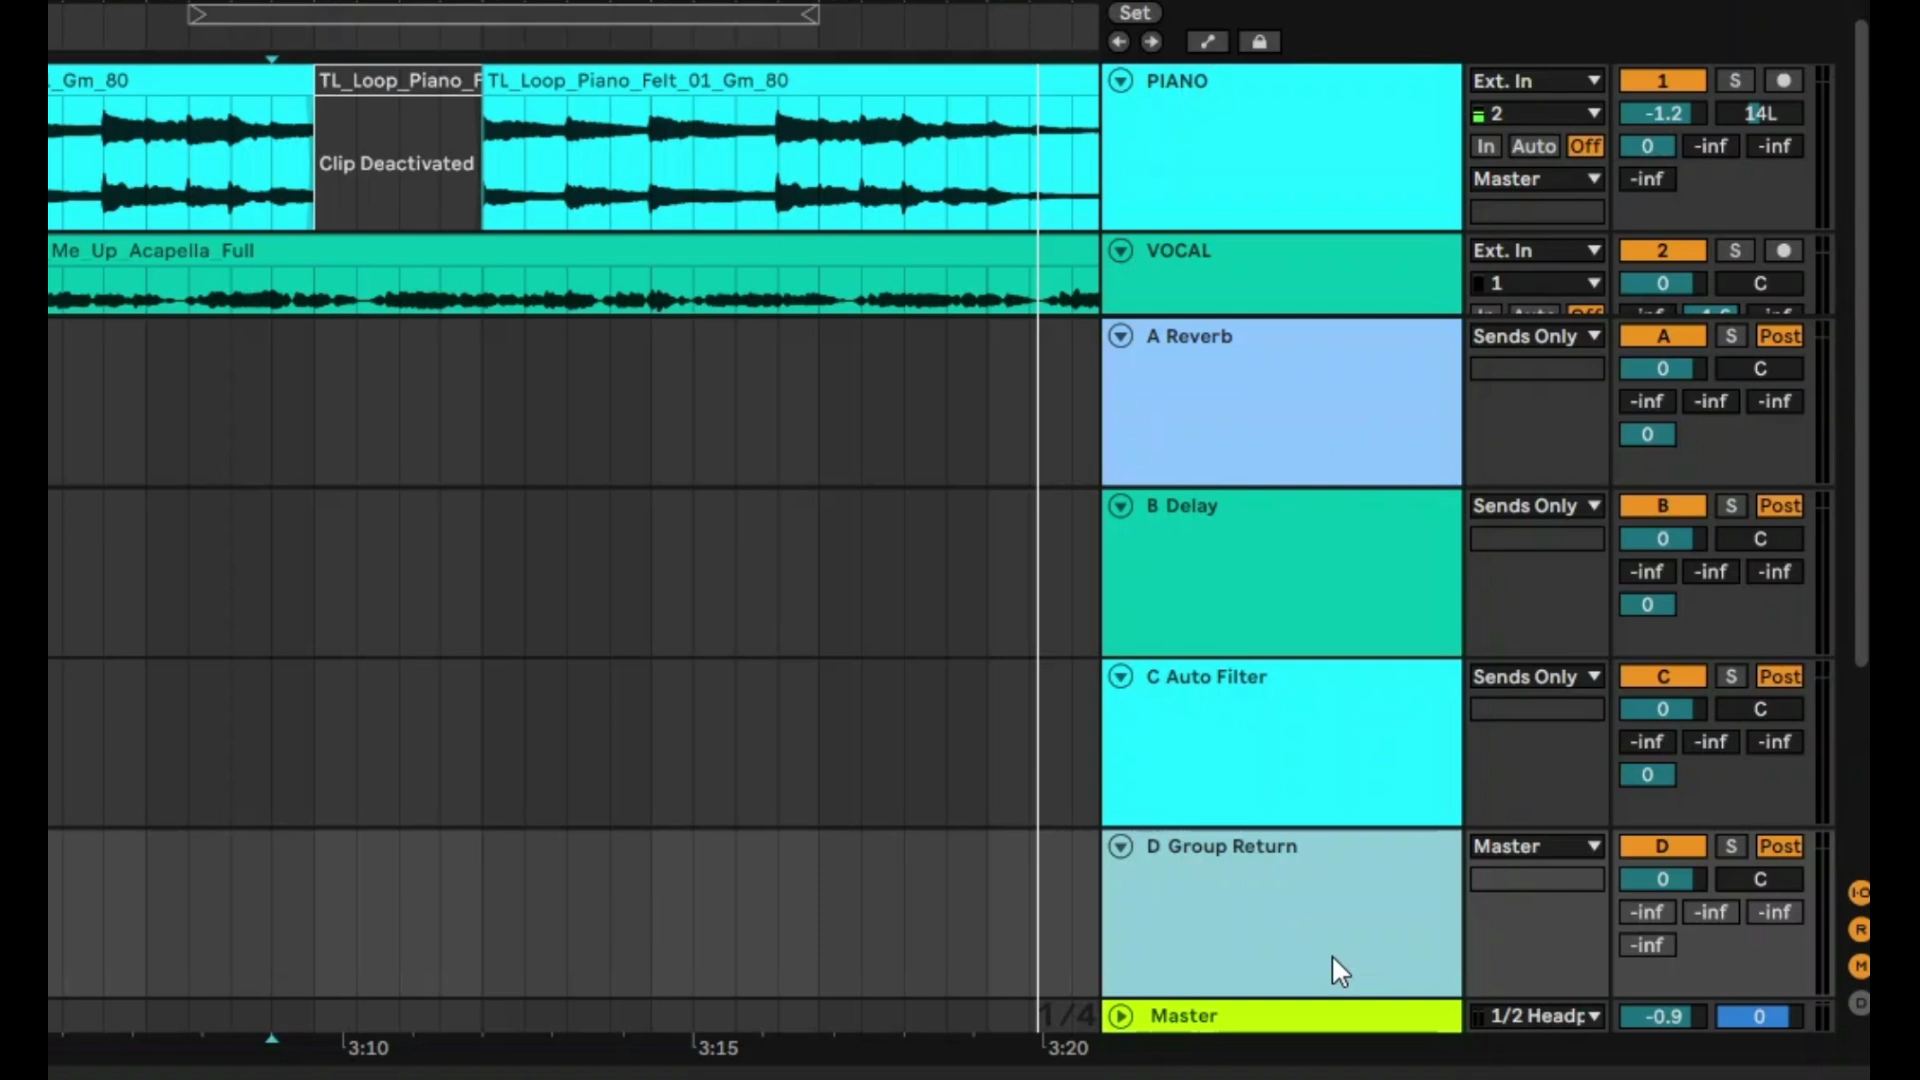 Set
_Gm_80
TL_Loop_Piano_F
TL_Loop_Piano_Felt_01_Gm_80
PIANO
Ext. In
1
S
2
-1.2
14L
Clip Deactivated
In
Auto
Off
0
-inf
-inf
Master
-inf
Me_Up_Acapella_Full
VOCAL
Ext. In
2
S
1
0
C
A Reverb
Sends Only
A
S
Post
0
C
-inf
-inf
-inf
0
B Delay
Sends Only
B
S
Post
0
C
-inf
-inf
-inf
0
C Auto Filter
Sends Only
C
S
Post
0
C
-inf
-inf
-inf
0
D Group Return
Master
D
S
Post
0
C
-inf
-inf
-inf
-inf
I·O
R
M
D
1/4
Master
1/2 Headp
-0.9
0
3:10
3:15
3:20